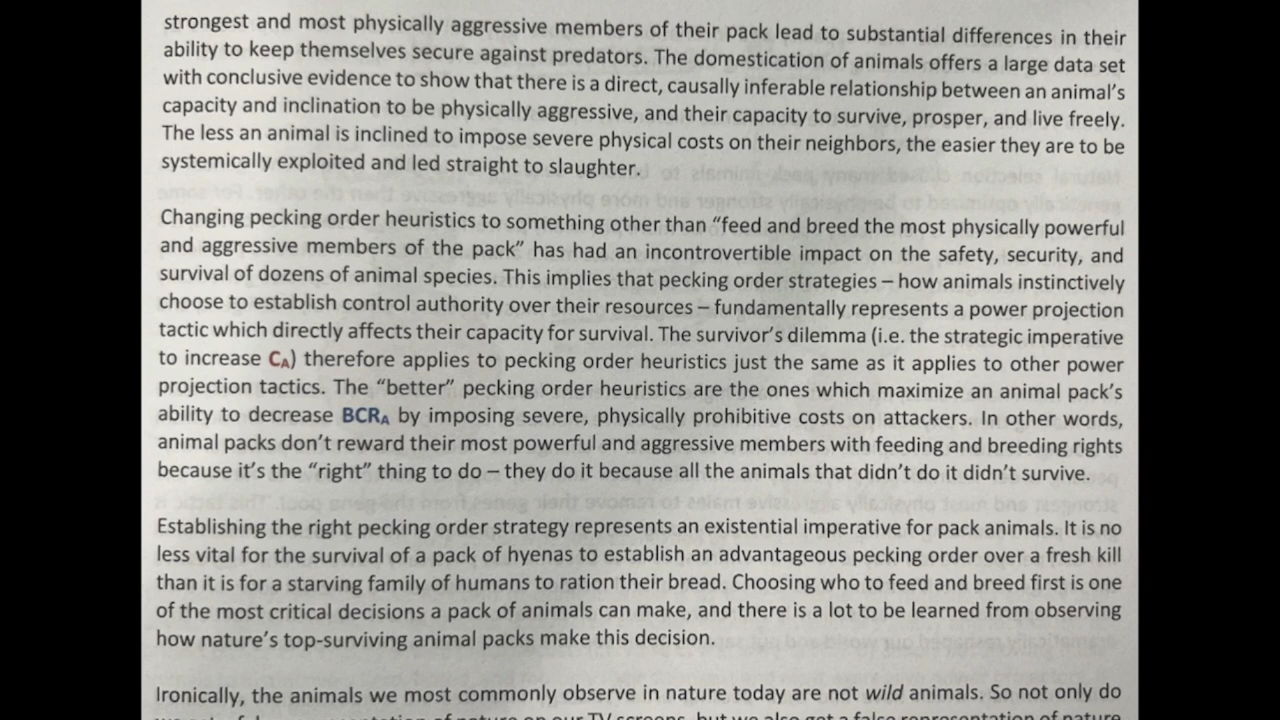 strongest and most physically aggressive members of their pack lead to substantial differences in their
ability to keep themselves secure against predators. The domestication of animals offers a large data set
with conclusive evidence to show that there is a direct, causally inferable relationship between an animal's
capacity and inclination to be physically aggressive, and their capacity to survive, prosper, and live freely.
The less an animal is inclined to impose severe physical costs on their neighbors, the easier they are to be
systemically exploited and led straight to slaughter.
Changing pecking order heuristics to something other than “feed and breed the most physically powerful
and aggressive members of the pack” has had an incontrovertible impact on the safety, security, and
survival of dozens of animal species. This implies that pecking order strategies – how animals instinctively
choose to establish control authority over their resources – fundamentally represents a power projection
tactic which directly affects their capacity for survival. The survivor's dilemma (i.e. the strategic imperative
to increase CA) therefore applies to pecking order heuristics just the same as it applies to other power
projection tactics. The “better” pecking order heuristics are the ones which maximize an animal pack's
ability to decrease BCRA by imposing severe, physically prohibitive costs on attackers. In other words,
animal packs don't reward their most powerful and aggressive members with feeding and breeding rights
because it's the “right” thing to do – they do it because all the animals that didn't do it didn't survive.
Establishing the right pecking order strategy represents an existential imperative for pack animals. It is no
less vital for the survival of a pack of hyenas to establish an advantageous pecking order over a fresh kill
than it is for a starving family of humans to ration their bread. Choosing who to feed and breed first is one
of the most critical decisions a pack of animals can make, and there is a lot to be learned from observing
how nature's top-surviving animal packs make this decision.
Ironically, the animals we most commonly observe in nature today are not wild animals. So not only do
on our TV screens, but we also get a false representation of nature